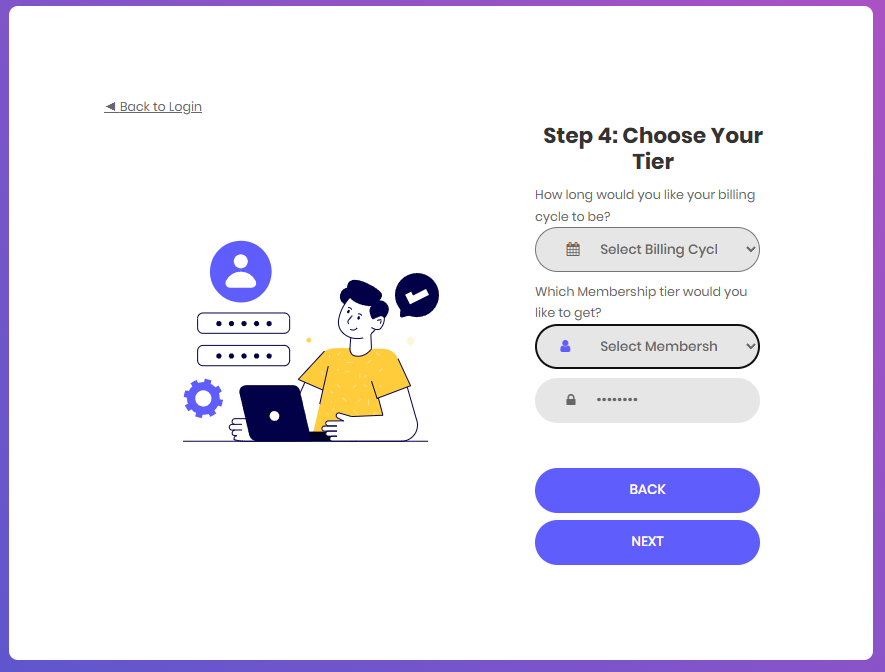 ◄ Back to Login
Step 4: Choose Your
Tier
How long would you like your billing
cycle to be?
Select Billing Cycl
Which Membership tier would you
like to get?
Select Membersh
••••••••
BACK
NEXT